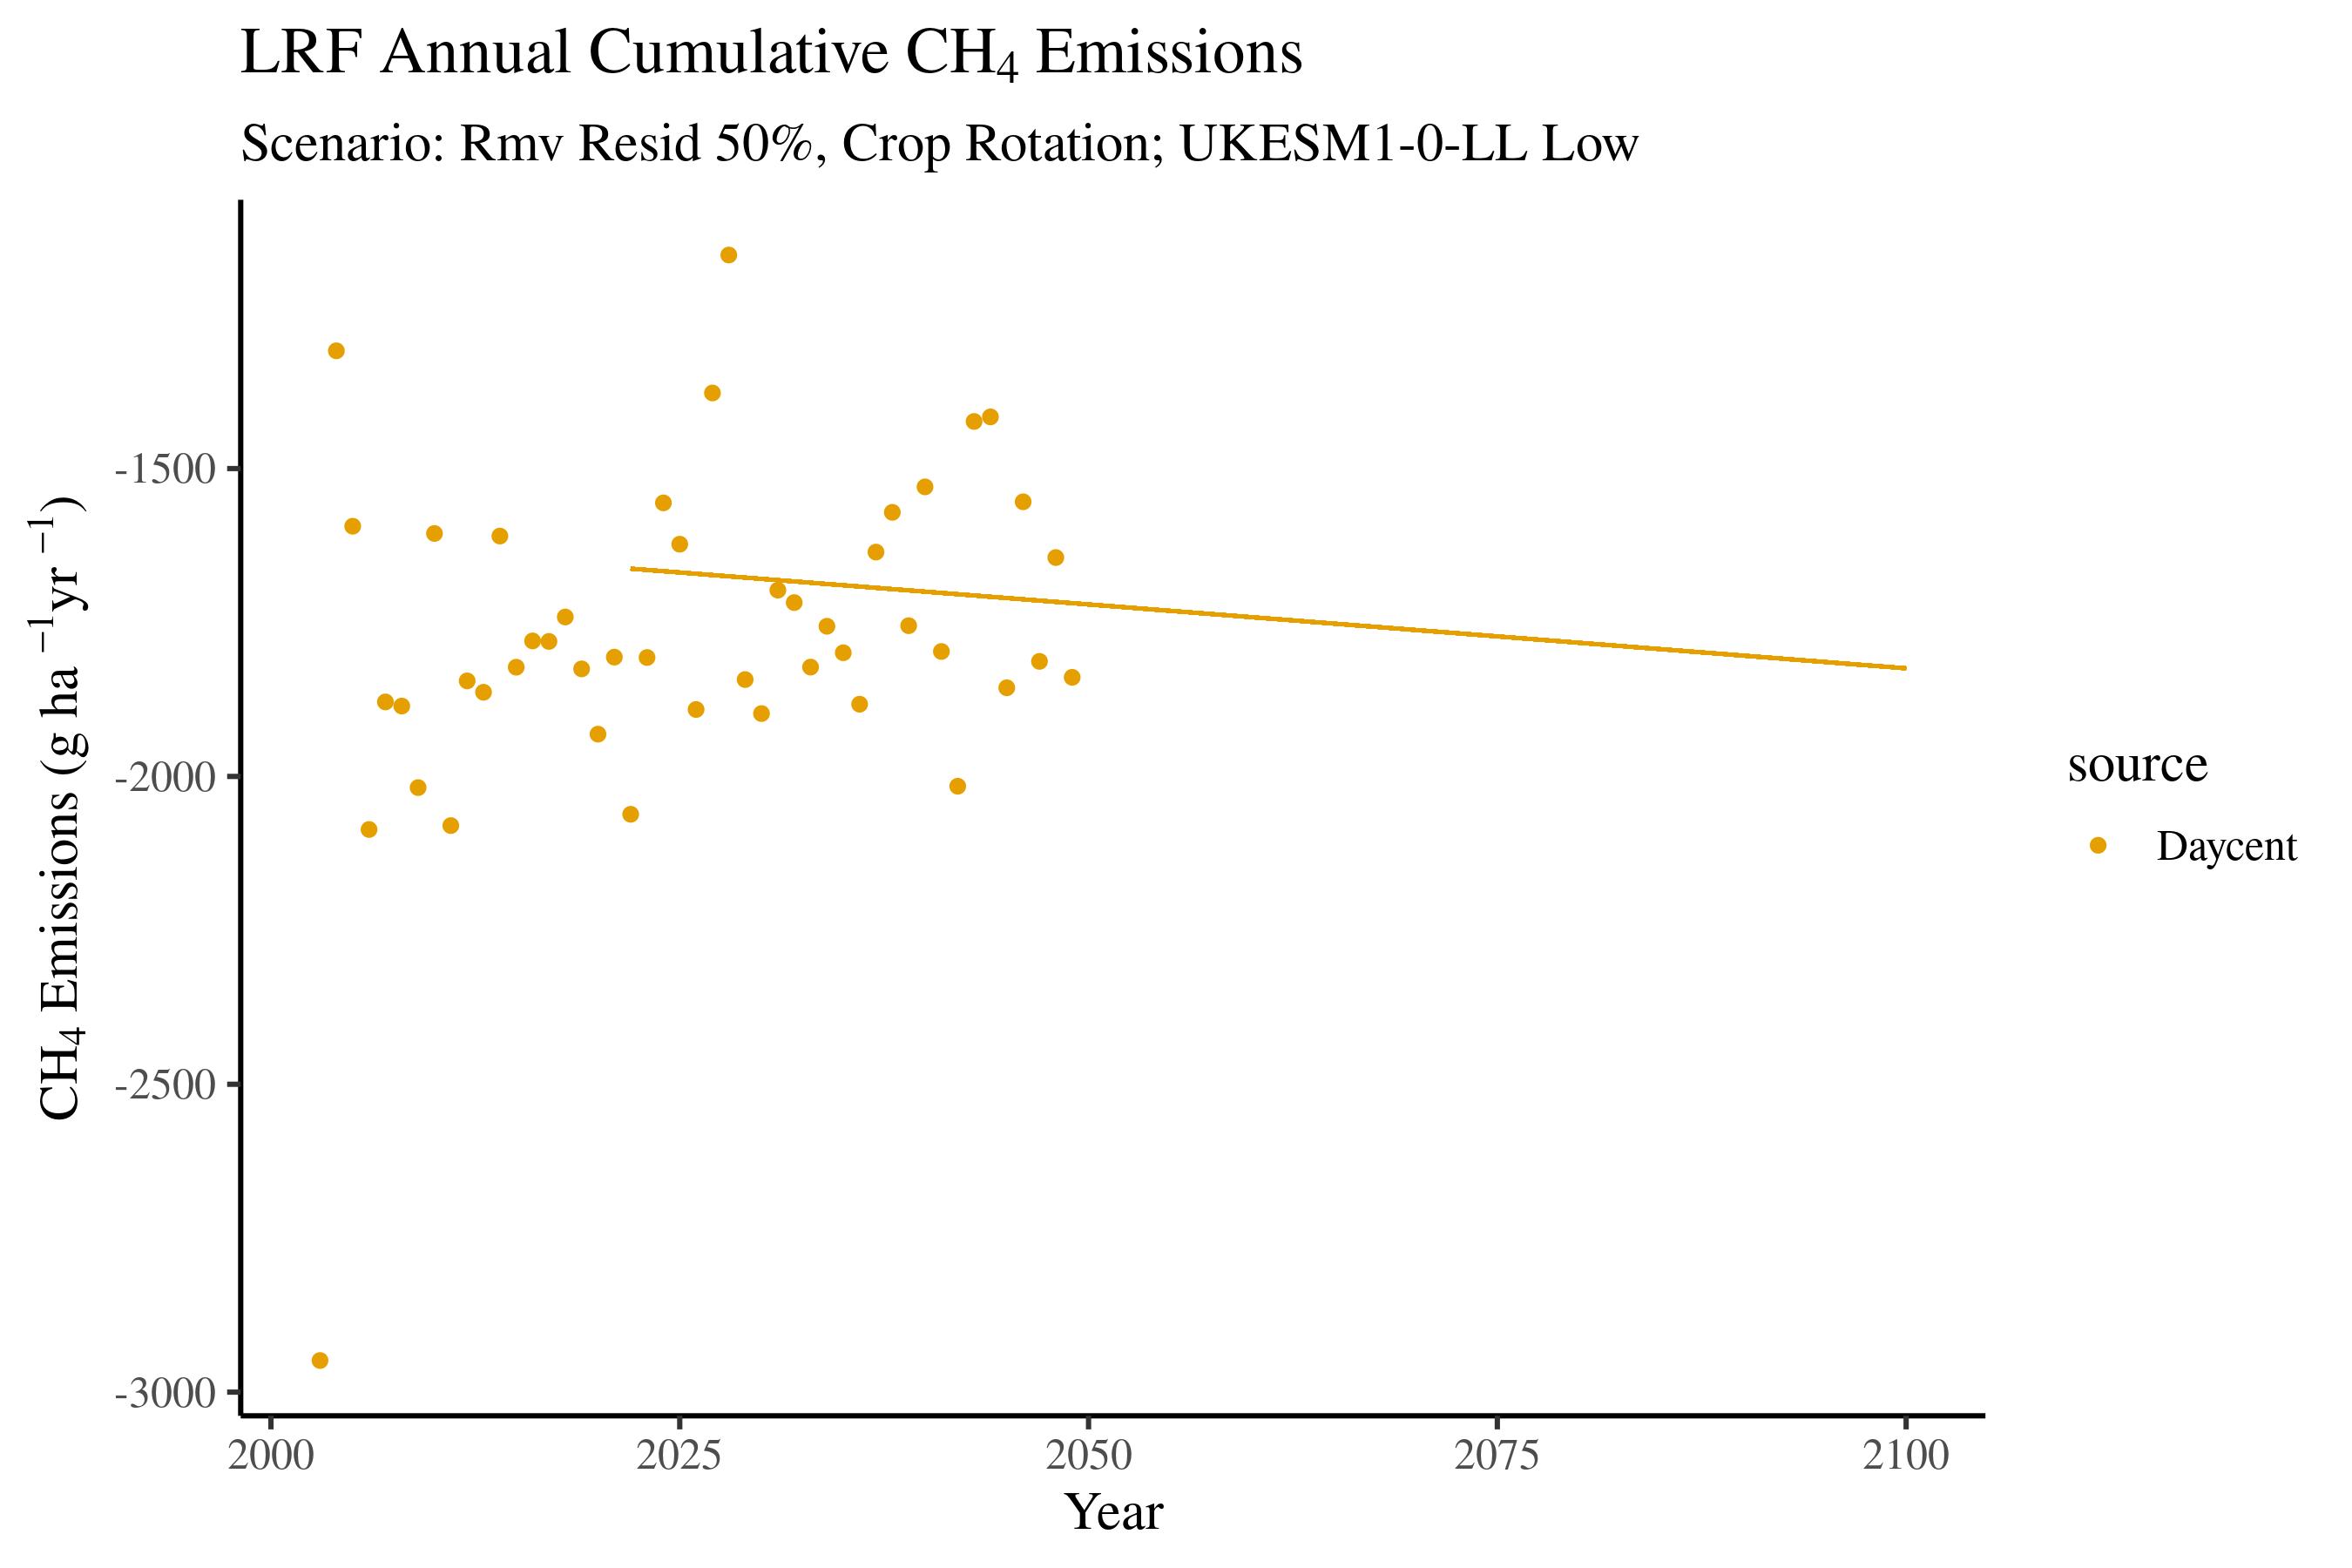 LRF Annual Cumulative CH₄ Emissions
Scenario: Rmv Resid 50%, Crop Rotation; UKESM1-0-LL Low
CH₄ Emissions (g ha ⁻¹yr ⁻¹)
-1500
-2000
-2500
-3000
2000
2025
2050
2075
2100
Year
source
Daycent